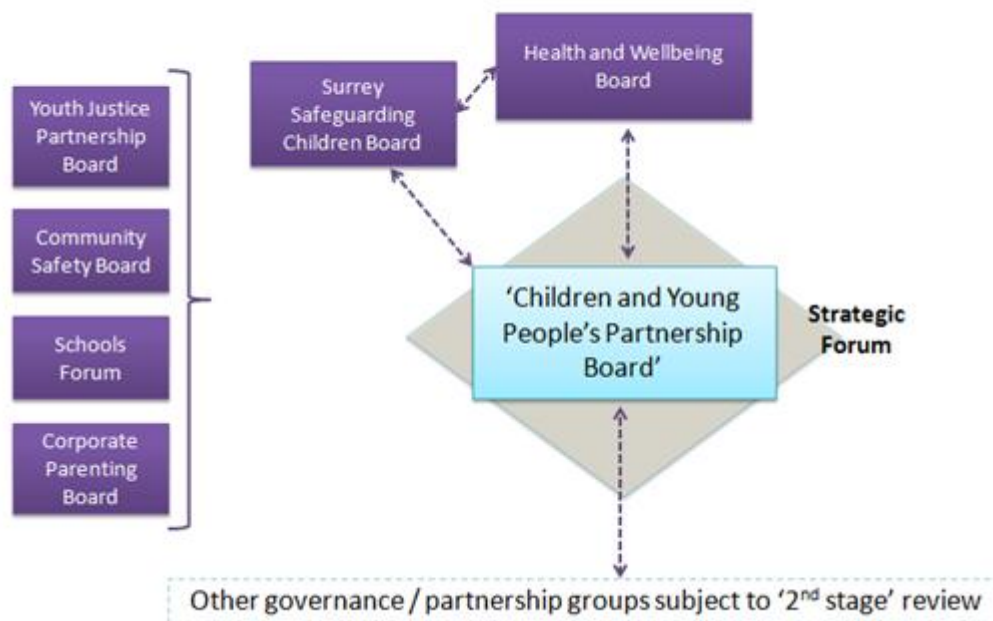 Health and Wellbeing
Board
Surrey
Safeguarding
Children Board
Youth Justice
Partnership
Board
Community
Safety Board
Schools
Forum
Corporate
Parenting
Board
‘Children and Young
People’s Partnership
Board’
Strategic
Forum
Other governance / partnership groups subject to ‘2nd stage’ review